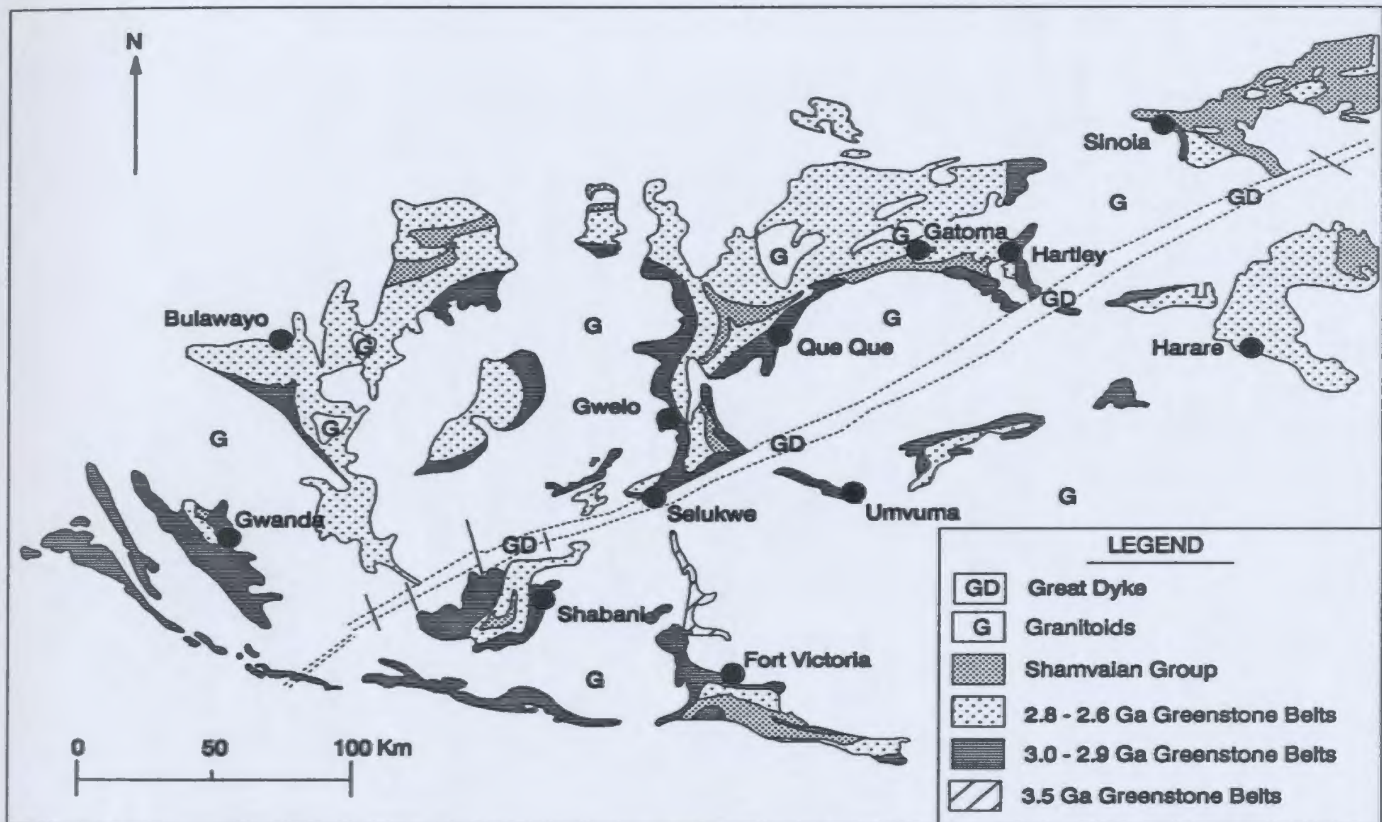 N
Sinoia
GD
G
G
Gatoma
G
Hartley
GD
Bulawayo
G
G
G
Que Que
Harare
Gwelo
G
G
GD
G
Selukwe
Umvuma
Gwanda
GD
Shabani
G
Fort Victoria
0 50 100 Km
LEGEND
GD Great Dyke
G Granitoids
Shamvaian Group
2.8 - 2.6 Ga Greenstone Belts
3.0 - 2.9 Ga Greenstone Belts
3.5 Ga Greenstone Belts